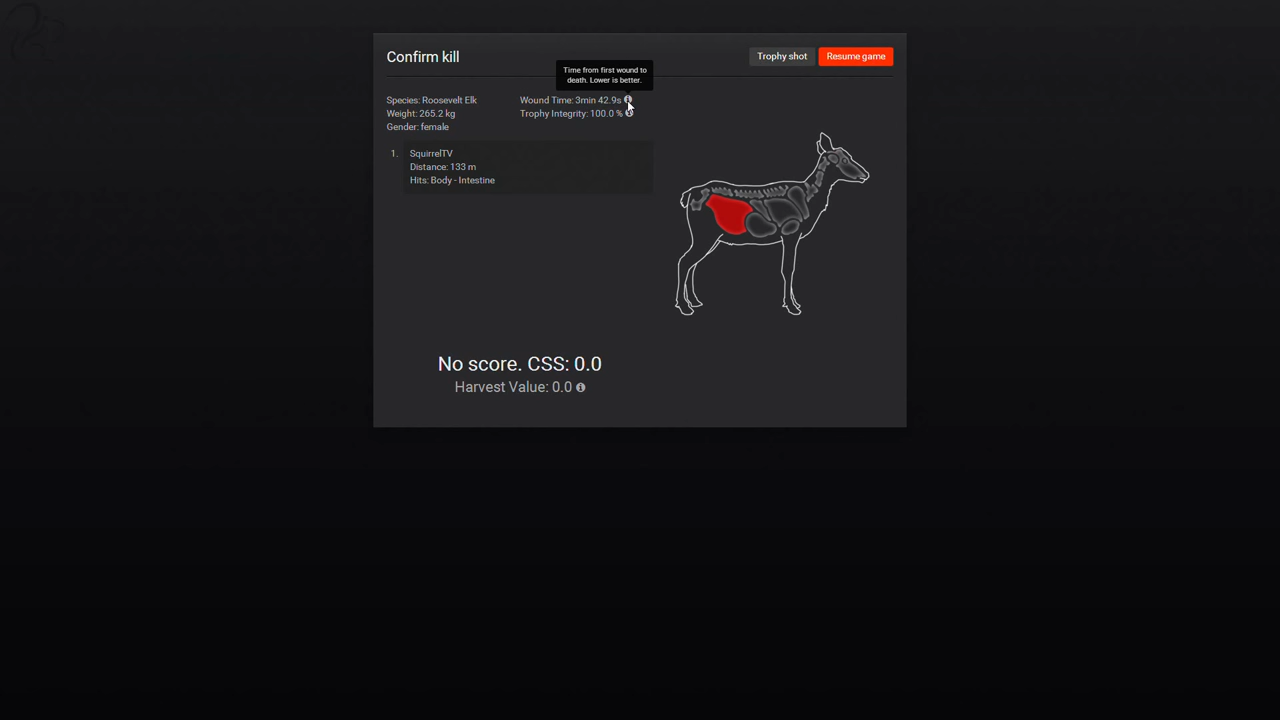 Confirm kill
Trophy shot
Resume game
Time from first wound to
death. Lower is better.
Species: Roosevelt Elk
Weight: 265.2 kg
Gender: female
Wound Time: 3min 42.9s
Trophy Integrity: 100.0 %
1.
SquirrelTV
Distance: 133 m
Hits: Body - Intestine
No score. CSS: 0.0
Harvest Value: 0.0